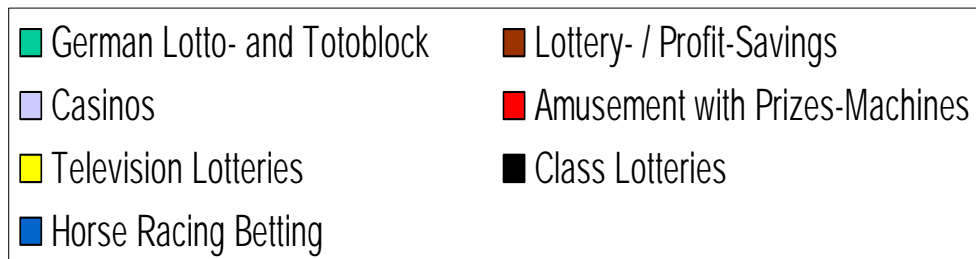 German Lotto- and Totoblock
Lottery- / Profit-Savings
Casinos
Amusement with Prizes-Machines
Television Lotteries
Class Lotteries
Horse Racing Betting